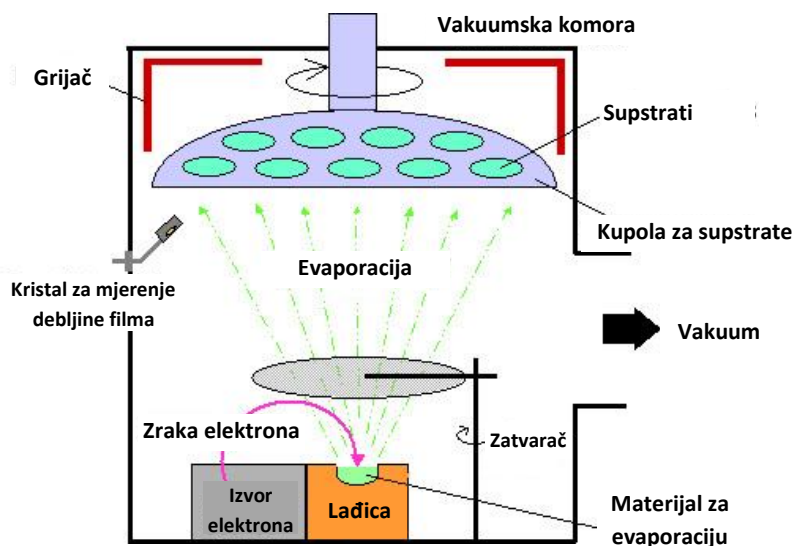 Vakuumska komora
Grijač
Supstrati
Kupola za supstrate
Evaporacija
Kristal za mjerenje
debljine filma
Vakuum
Zraka elektrona
Zatvarač
Izvor
elektrona
Lađica
Materijal za
evaporaciju